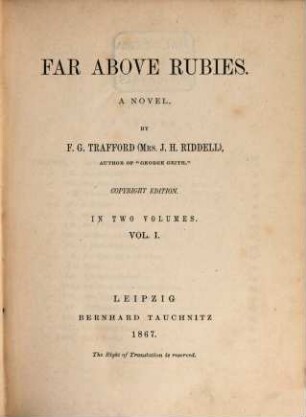 FAR ABOVE RUBIES.
A NOVEL.
BY
F. G. TRAFFORD (MRS. J. H. RIDDELL),
AUTHOR OF "GEORGE GEITH."
COPYRIGHT EDITION.
IN TWO VOLUMES.
VOL. I.
LEIPZIG
BERNHARD TAUCHNITZ
1867.
The Right of Translation is reserved.